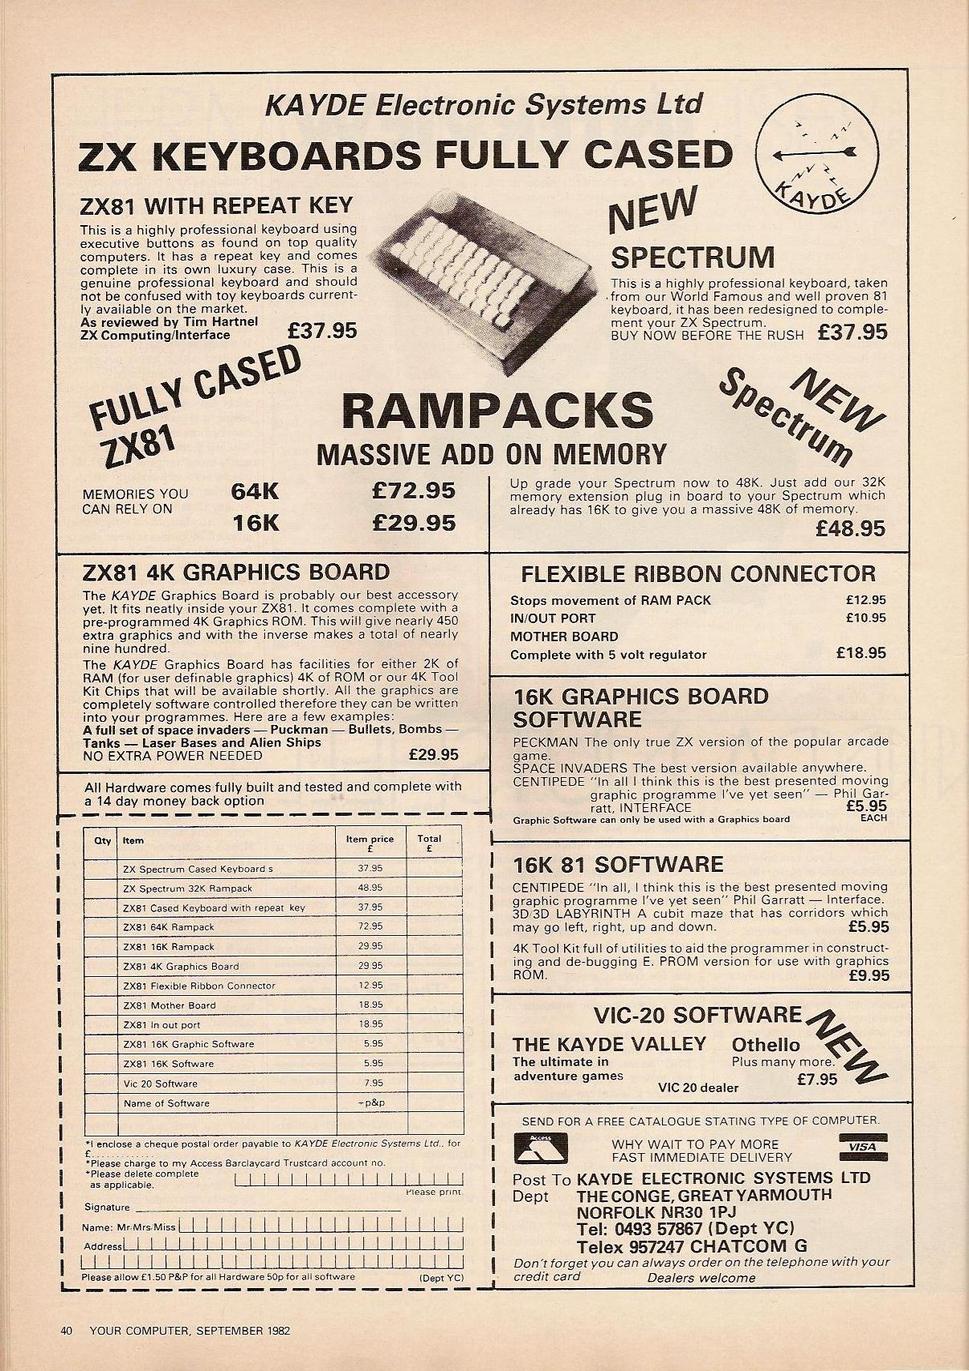 KAYDE Electronic Systems Ltd
ZX KEYBOARDS FULLY CASED
KAYDE
ZX81 WITH REPEAT KEY
This is a highly professional keyboard using
executive buttons as found on top quality
computers. It has a repeat key and comes
complete in its own luxury case. This is a
genuine professional keyboard and should
not be confused with toy keyboards current-
ly available on the market.
As reviewed by Tim Hartnel
ZX Computing/Interface £37.95
NEW
SPECTRUM
This is a highly professional keyboard, taken
from our World Famous and well proven 81
keyboard, it has been redesigned to comple-
ment your ZX Spectrum.
BUY NOW BEFORE THE RUSH £37.95
FULLY CASED
ZX81
RAMPACKS
MASSIVE ADD ON MEMORY
NEW
Spectrum
MEMORIES YOU
CAN RELY ON
64K £72.95
16K £29.95
Up grade your Spectrum now to 48K. Just add our 32K
memory extension plug in board to your Spectrum which
already has 16K to give you a massive 48K of memory.
£48.95
ZX81 4K GRAPHICS BOARD
The KAYDE Graphics Board is probably our best accessory
yet. It fits neatly inside your ZX81. It comes complete with a
pre-programmed 4K Graphics ROM. This will give nearly 450
extra graphics and with the inverse makes a total of nearly
nine hundred.
The KAYDE Graphics Board has facilities for either 2K of
RAM (for user definable graphics) 4K of ROM or our 4K Tool
Kit Chips that will be available shortly. All the graphics are
completely software controlled therefore they can be written
into your programmes. Here are a few examples:
A full set of space invaders — Puckman — Bullets, Bombs —
Tanks — Laser Bases and Alien Ships
NO EXTRA POWER NEEDED £29.95
All Hardware comes fully built and tested and complete with
a 14 day money back option
FLEXIBLE RIBBON CONNECTOR
Stops movement of RAM PACK £12.95
IN/OUT PORT £10.95
MOTHER BOARD
Complete with 5 volt regulator £18.95
16K GRAPHICS BOARD
SOFTWARE
PECKMAN The only true ZX version of the popular arcade
game.
SPACE INVADERS The best version available anywhere.
CENTIPEDE "In all I think this is the best presented moving
graphic programme I've yet seen" — Phil Gar-
ratt, INTERFACE £5.95
Graphic Software can only be used with a Graphics board EACH
16K 81 SOFTWARE
CENTIPEDE "In all, I think this is the best presented moving
graphic programme I've yet seen" Phil Garratt — Interface.
3D/3D LABYRINTH A cubit maze that has corridors which
may go left, right, up and down. £5.95
4K Tool Kit full of utilities to aid the programmer in construct-
ing and de-bugging E. PROM version for use with graphics
ROM. £9.95
VIC-20 SOFTWARE
NEW
THE KAYDE VALLEY Othello
The ultimate in Plus many more.
adventure games £7.95
VIC 20 dealer
Qty Item Item price £ Total £
ZX Spectrum Cased Keyboard s 37.95
ZX Spectrum 32K Rampack 48.95
ZX81 Cased Keyboard with repeat key 37.95
ZX81 64K Rampack 72.95
ZX81 16K Rampack 29.95
ZX81 4K Graphics Board 29 95
ZX81 Flexible Ribbon Connector 12 95
ZX81 Mother Board 18.95
ZX81 In out port 18.95
ZX81 16K Graphic Software 5.95
ZX81 16K Software 5.95
Vic 20 Software 7.95
Name of Software -p&p
*I enclose a cheque postal order payable to KAYDE Electronic Systems Ltd., for
£.............
*Please charge to my Access Barclaycard Trustcard account no.
*Please delete complete
as applicable.
Please print
Signature
Name: Mr/Mrs/Miss
Address
Please allow £1.50 P&P for all Hardware 50p for all software (Dept YC)
SEND FOR A FREE CATALOGUE STATING TYPE OF COMPUTER.
Access
WHY WAIT TO PAY MORE
FAST IMMEDIATE DELIVERY
VISA
Post To KAYDE ELECTRONIC SYSTEMS LTD
Dept THE CONGE, GREAT YARMOUTH
NORFOLK NR30 1PJ
Tel: 0493 57867 (Dept YC)
Telex 957247 CHATCOM G
Don't forget you can always order on the telephone with your
credit card Dealers welcome
40 YOUR COMPUTER, SEPTEMBER 1982